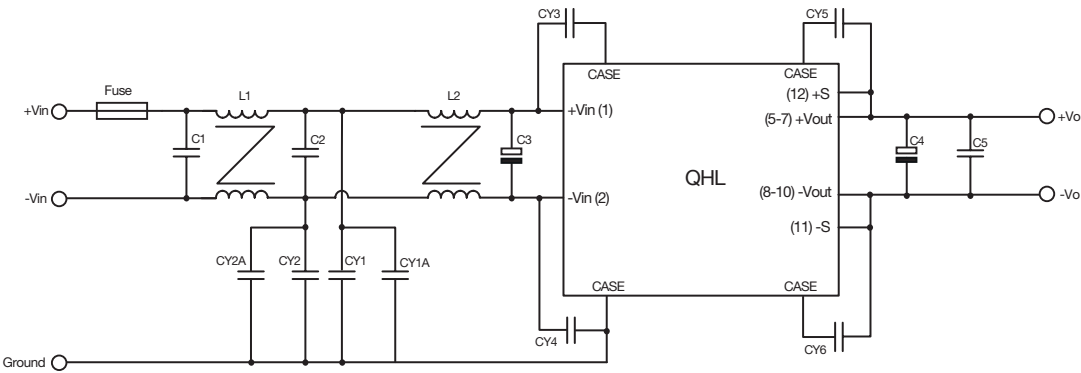 CY3
CY5
CASE
CASE
Fuse
L1
L2
(12) +S
+Vin
+Vin (1)
(5-7) +Vout
+Vo
C1
C2
C3
C4
C5
QHL
-Vin
-Vin (2)
(8-10) -Vout
-Vo
(11) -S
CY2A
CY2
CY1
CY1A
CASE
CASE
CY4
CY6
Ground